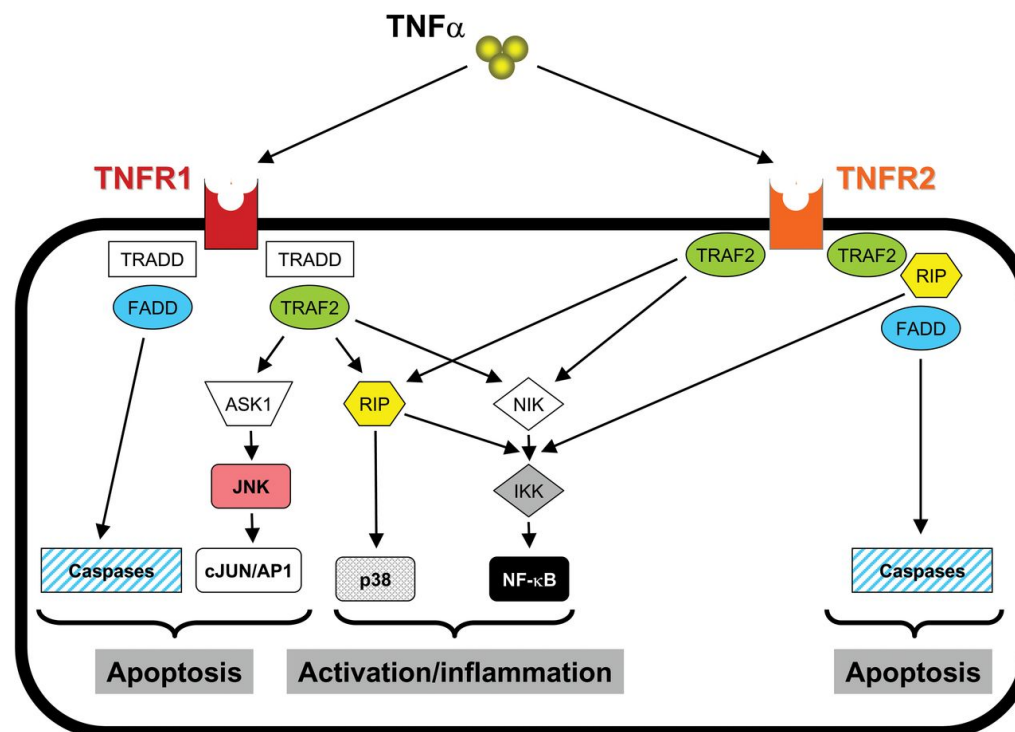 TNFα
TNFR1
TNFR2
TRADD
TRADD
TRAF2
TRAF2
RIP
FADD
TRAF2
FADD
ASK1
RIP
NIK
JNK
IKK
Caspases
cJUN/AP1
p38
NF-κB
Caspases
Apoptosis
Activation/inflammation
Apoptosis